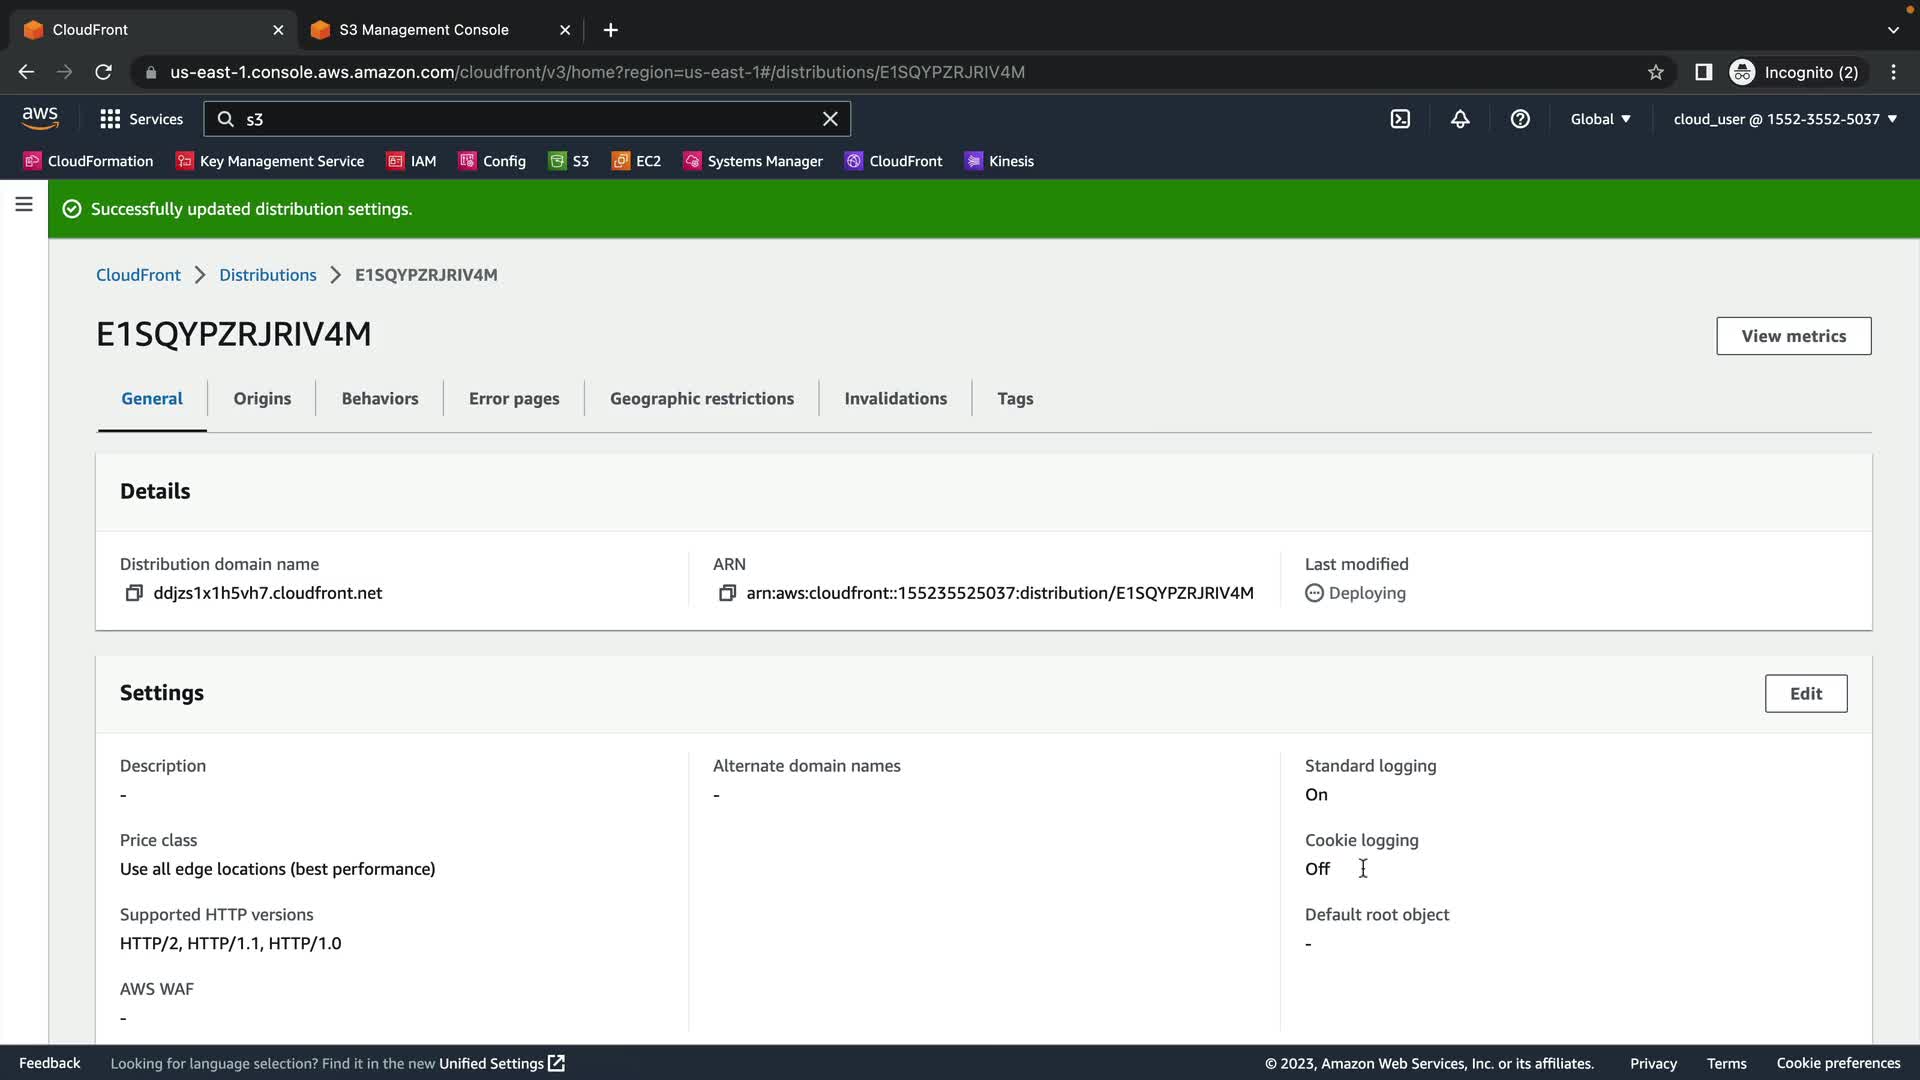 CloudFront
S3 Management Console
us-east-1.console.aws.amazon.com/cloudfront/v3/home?region=us-east-1#/distributions/E1SQYPZRJRIV4M
Incognito (2)
aws
Services
s3
Global
cloud_user @ 1552-3552-5037
CloudFormation
Key Management Service
IAM
Config
S3
EC2
Systems Manager
CloudFront
Kinesis
Successfully updated distribution settings.
CloudFront > Distributions > E1SQYPZRJRIV4M
E1SQYPZRJRIV4M
View metrics
General
Origins
Behaviors
Error pages
Geographic restrictions
Invalidations
Tags
Details
Distribution domain name
ddjzs1x1h5vh7.cloudfront.net
ARN
arn:aws:cloudfront::155235525037:distribution/E1SQYPZRJRIV4M
Last modified
Deploying
Settings
Edit
Description
-
Price class
Use all edge locations (best performance)
Supported HTTP versions
HTTP/2, HTTP/1.1, HTTP/1.0
AWS WAF
-
Alternate domain names
-
Standard logging
On
Cookie logging
Off
Default root object
-
Feedback
Looking for language selection? Find it in the new Unified Settings
© 2023, Amazon Web Services, Inc. or its affiliates.
Privacy
Terms
Cookie preferences